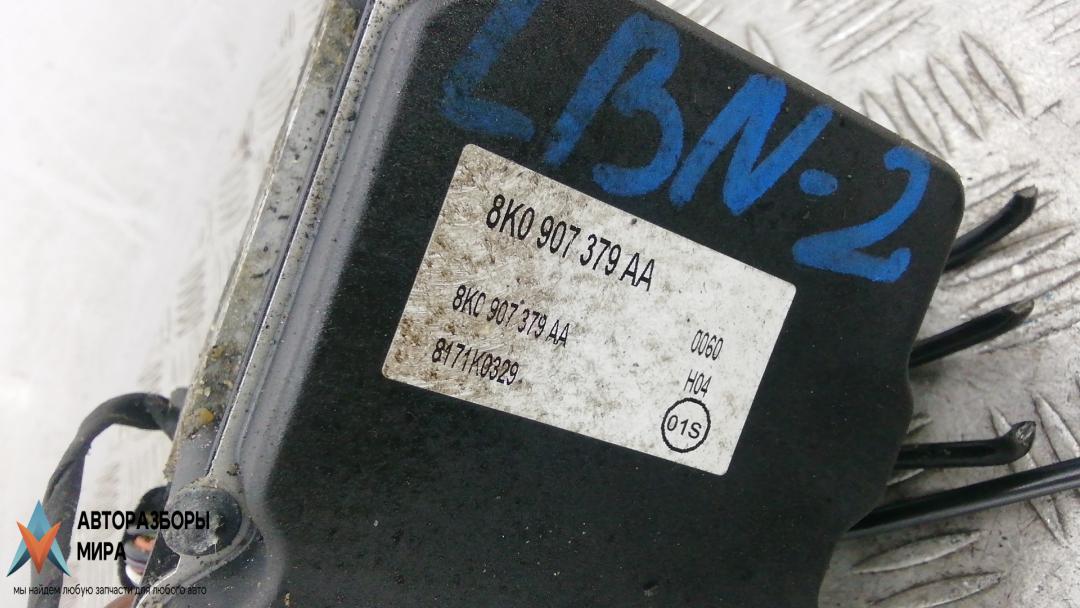 LBN-2
8K0 907 379 AA
8K0 907 379 AA
0060
8171K0329
H04
01S
АВТОРАЗБОРЫ
МИРА
мы найдем любую запчасти для любого авто